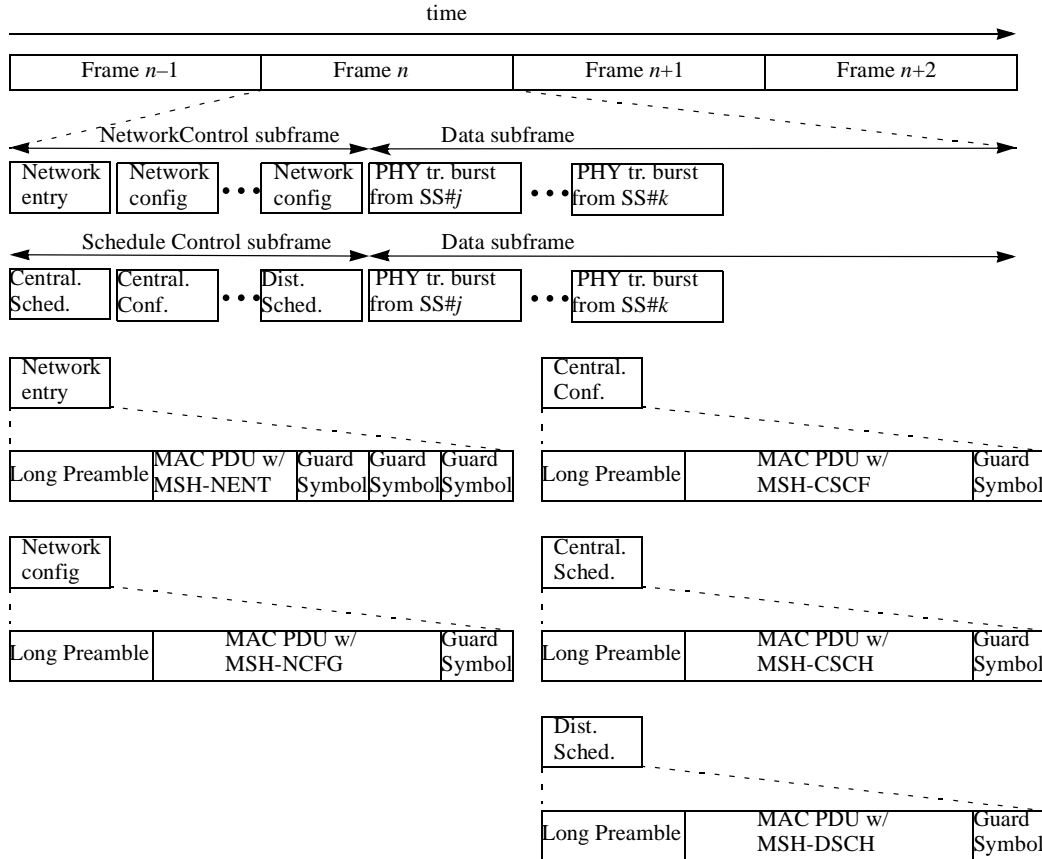 time
Frame n–1 Frame n Frame n+1 Frame n+2
NetworkControl subframe Data subframe
Network entry
Network config
•••
Network config
PHY tr. burst from SS#j
•••
PHY tr. burst from SS#k
Schedule Control subframe Data subframe
Central. Sched.
Central. Conf.
•••
Dist. Sched.
PHY tr. burst from SS#j
•••
PHY tr. burst from SS#k
Network
entry
Long Preamble
MAC PDU w/
MSH-NENT
Guard
Symbol
Guard
Symbol
Guard
Symbol
Central.
Conf.
Long Preamble
MAC PDU w/
MSH-CSCF
Guard
Symbol
Network
config
Long Preamble
MAC PDU w/
MSH-NCFG
Guard
Symbol
Central.
Sched.
Long Preamble
MAC PDU w/
MSH-CSCH
Guard
Symbol
Dist.
Sched.
Long Preamble
MAC PDU w/
MSH-DSCH
Guard
Symbol